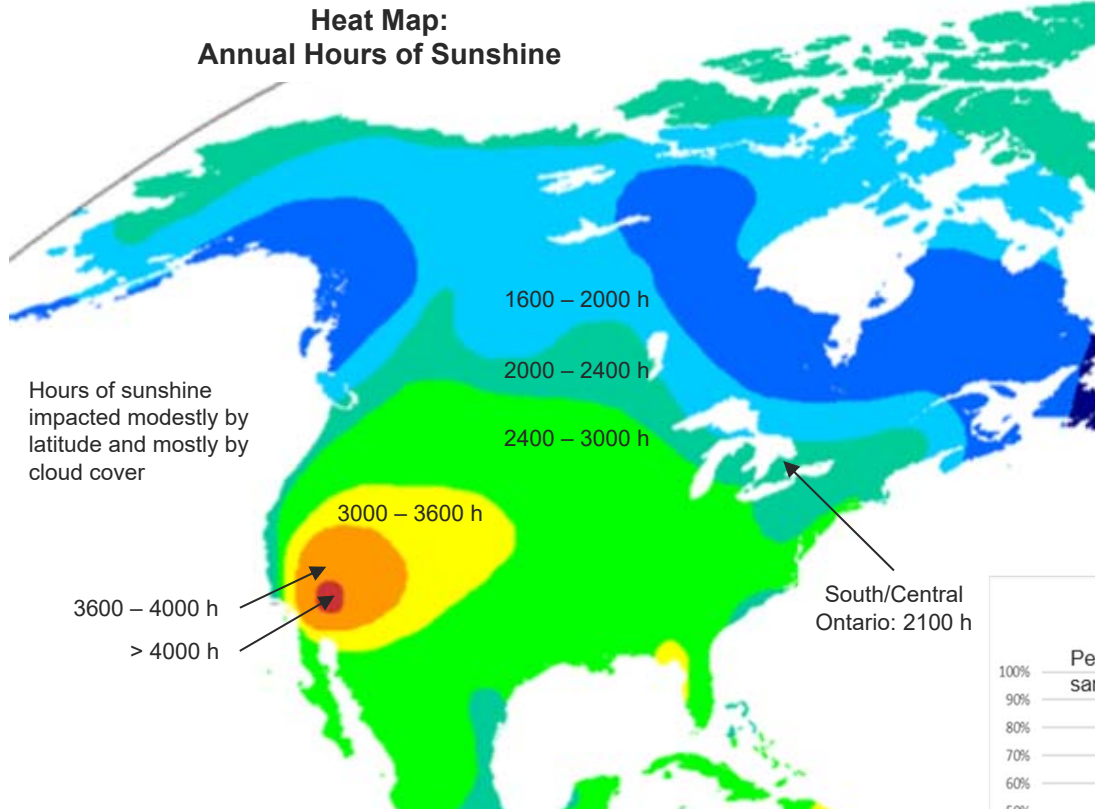 Heat Map:
Annual Hours of Sunshine
1600 – 2000 h
2000 – 2400 h
2400 – 3000 h
Hours of sunshine
impacted modestly by
latitude and mostly by
cloud cover
3000 – 3600 h
3600 – 4000 h
> 4000 h
South/Central
Ontario: 2100 h
Pe
sar
100%
90%
80%
70%
60%